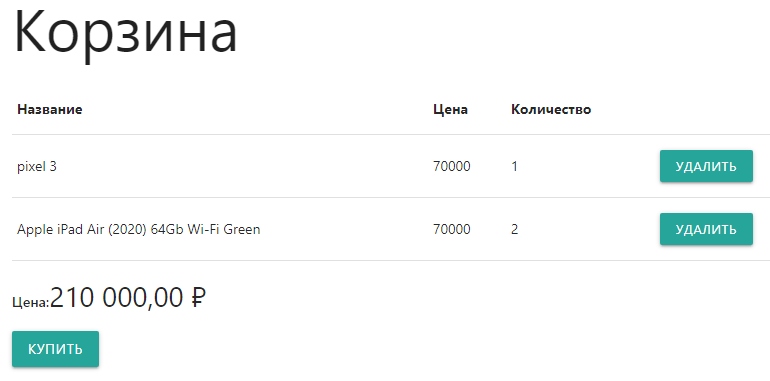 Корзина
Название Цена Количество
pixel 3 70000 1 УДАЛИТЬ
Apple iPad Air (2020) 64Gb Wi-Fi Green 70000 2 УДАЛИТЬ
Цена:210 000,00 ₽
КУПИТЬ